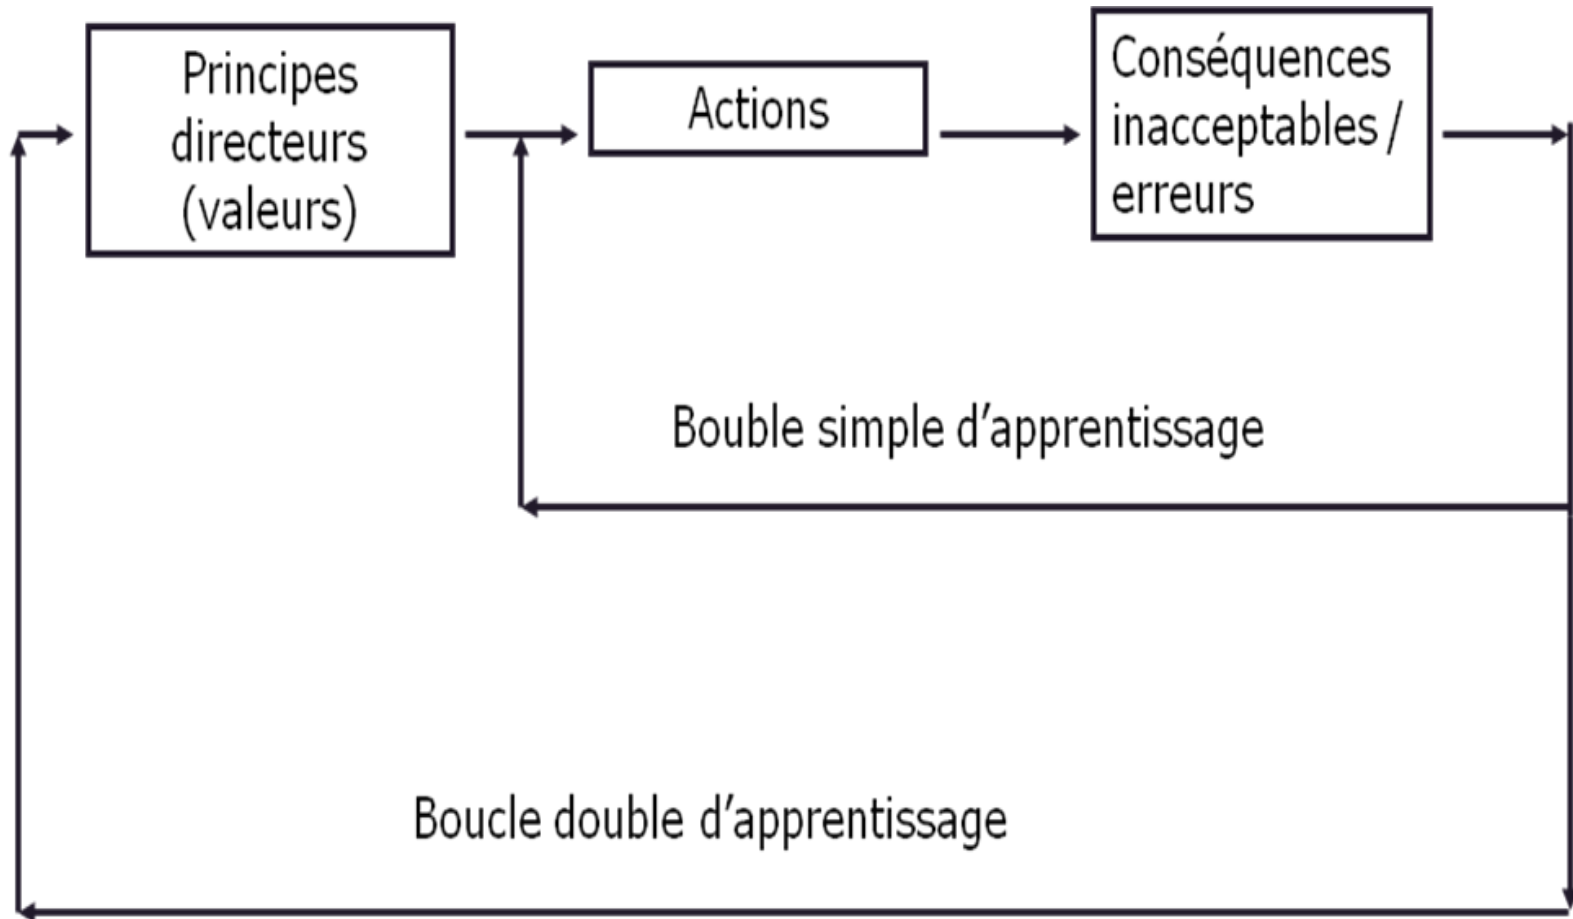 Principes
directeurs
(valeurs)
Actions
Conséquences
inacceptables /
erreurs
Bouble simple d’apprentissage
Boucle double d’apprentissage